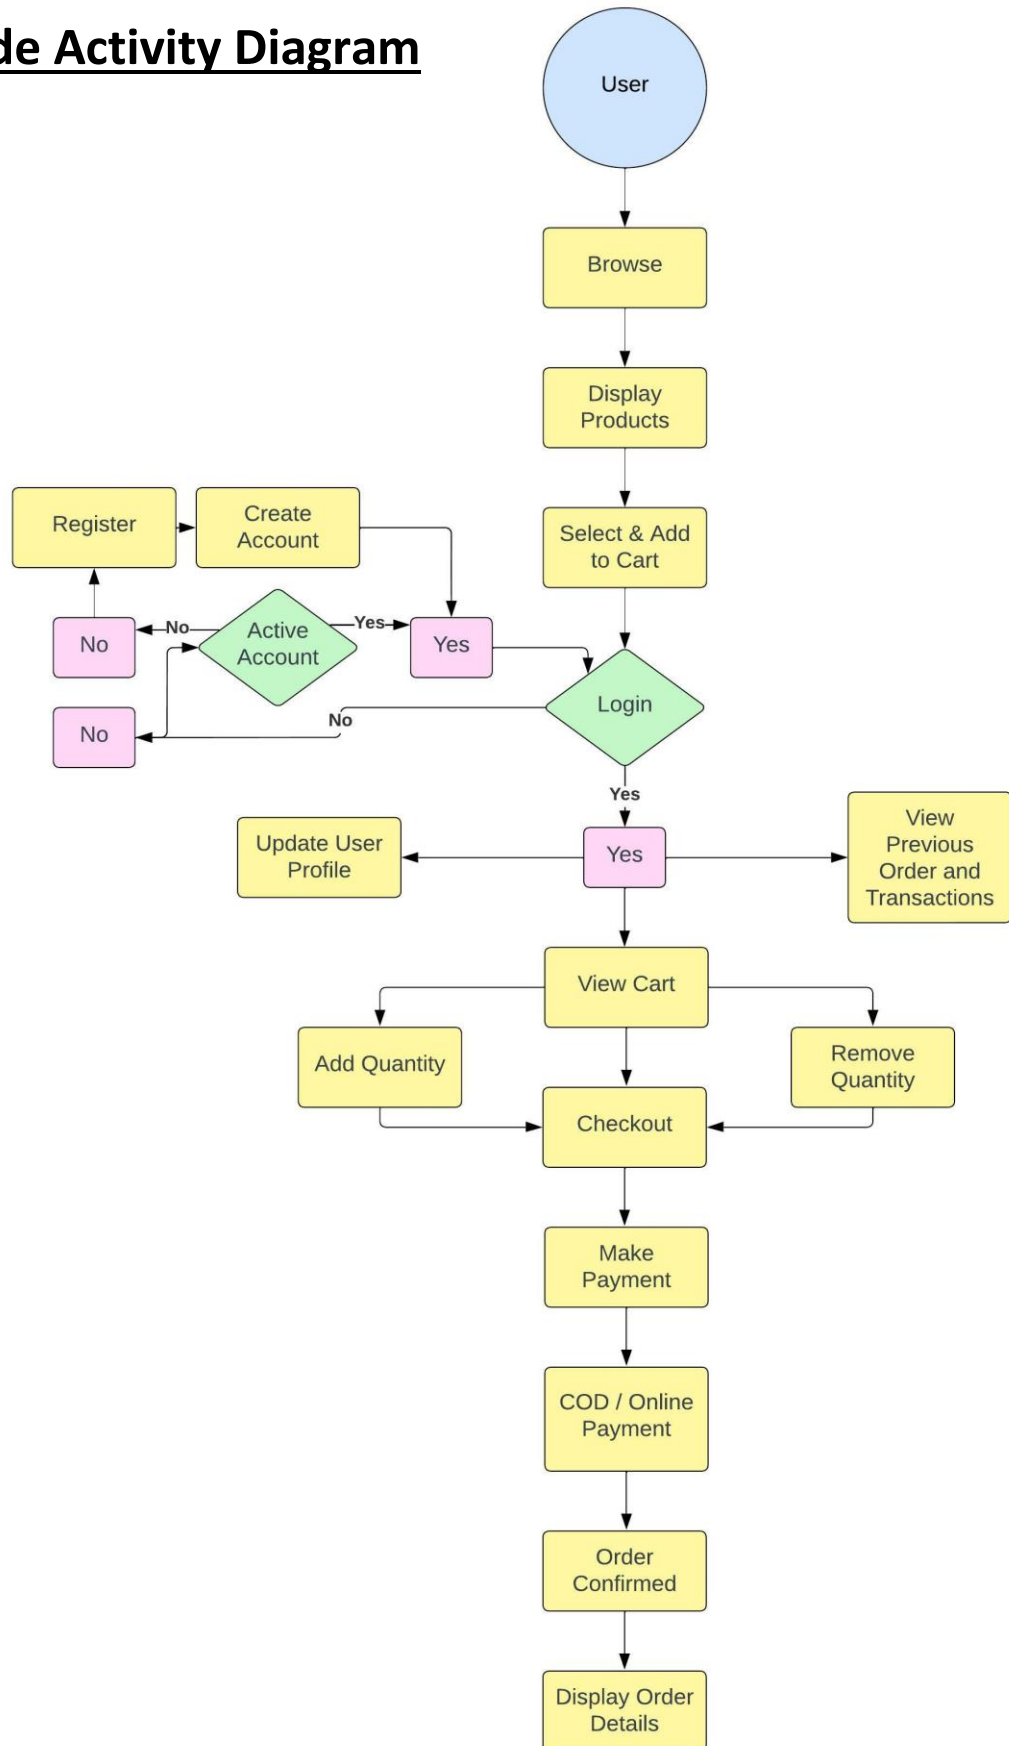 de Activity Diagram
User
Browse
Display
Products
Select & Add
to Cart
Register
Create
Account
No
No
Active
Account
Yes
Yes
No
No
Login
Yes
Yes
Update User
Profile
View
Previous
Order and
Transactions
View Cart
Add Quantity
Remove
Quantity
Checkout
Make
Payment
COD / Online
Payment
Order
Confirmed
Display Order
Details